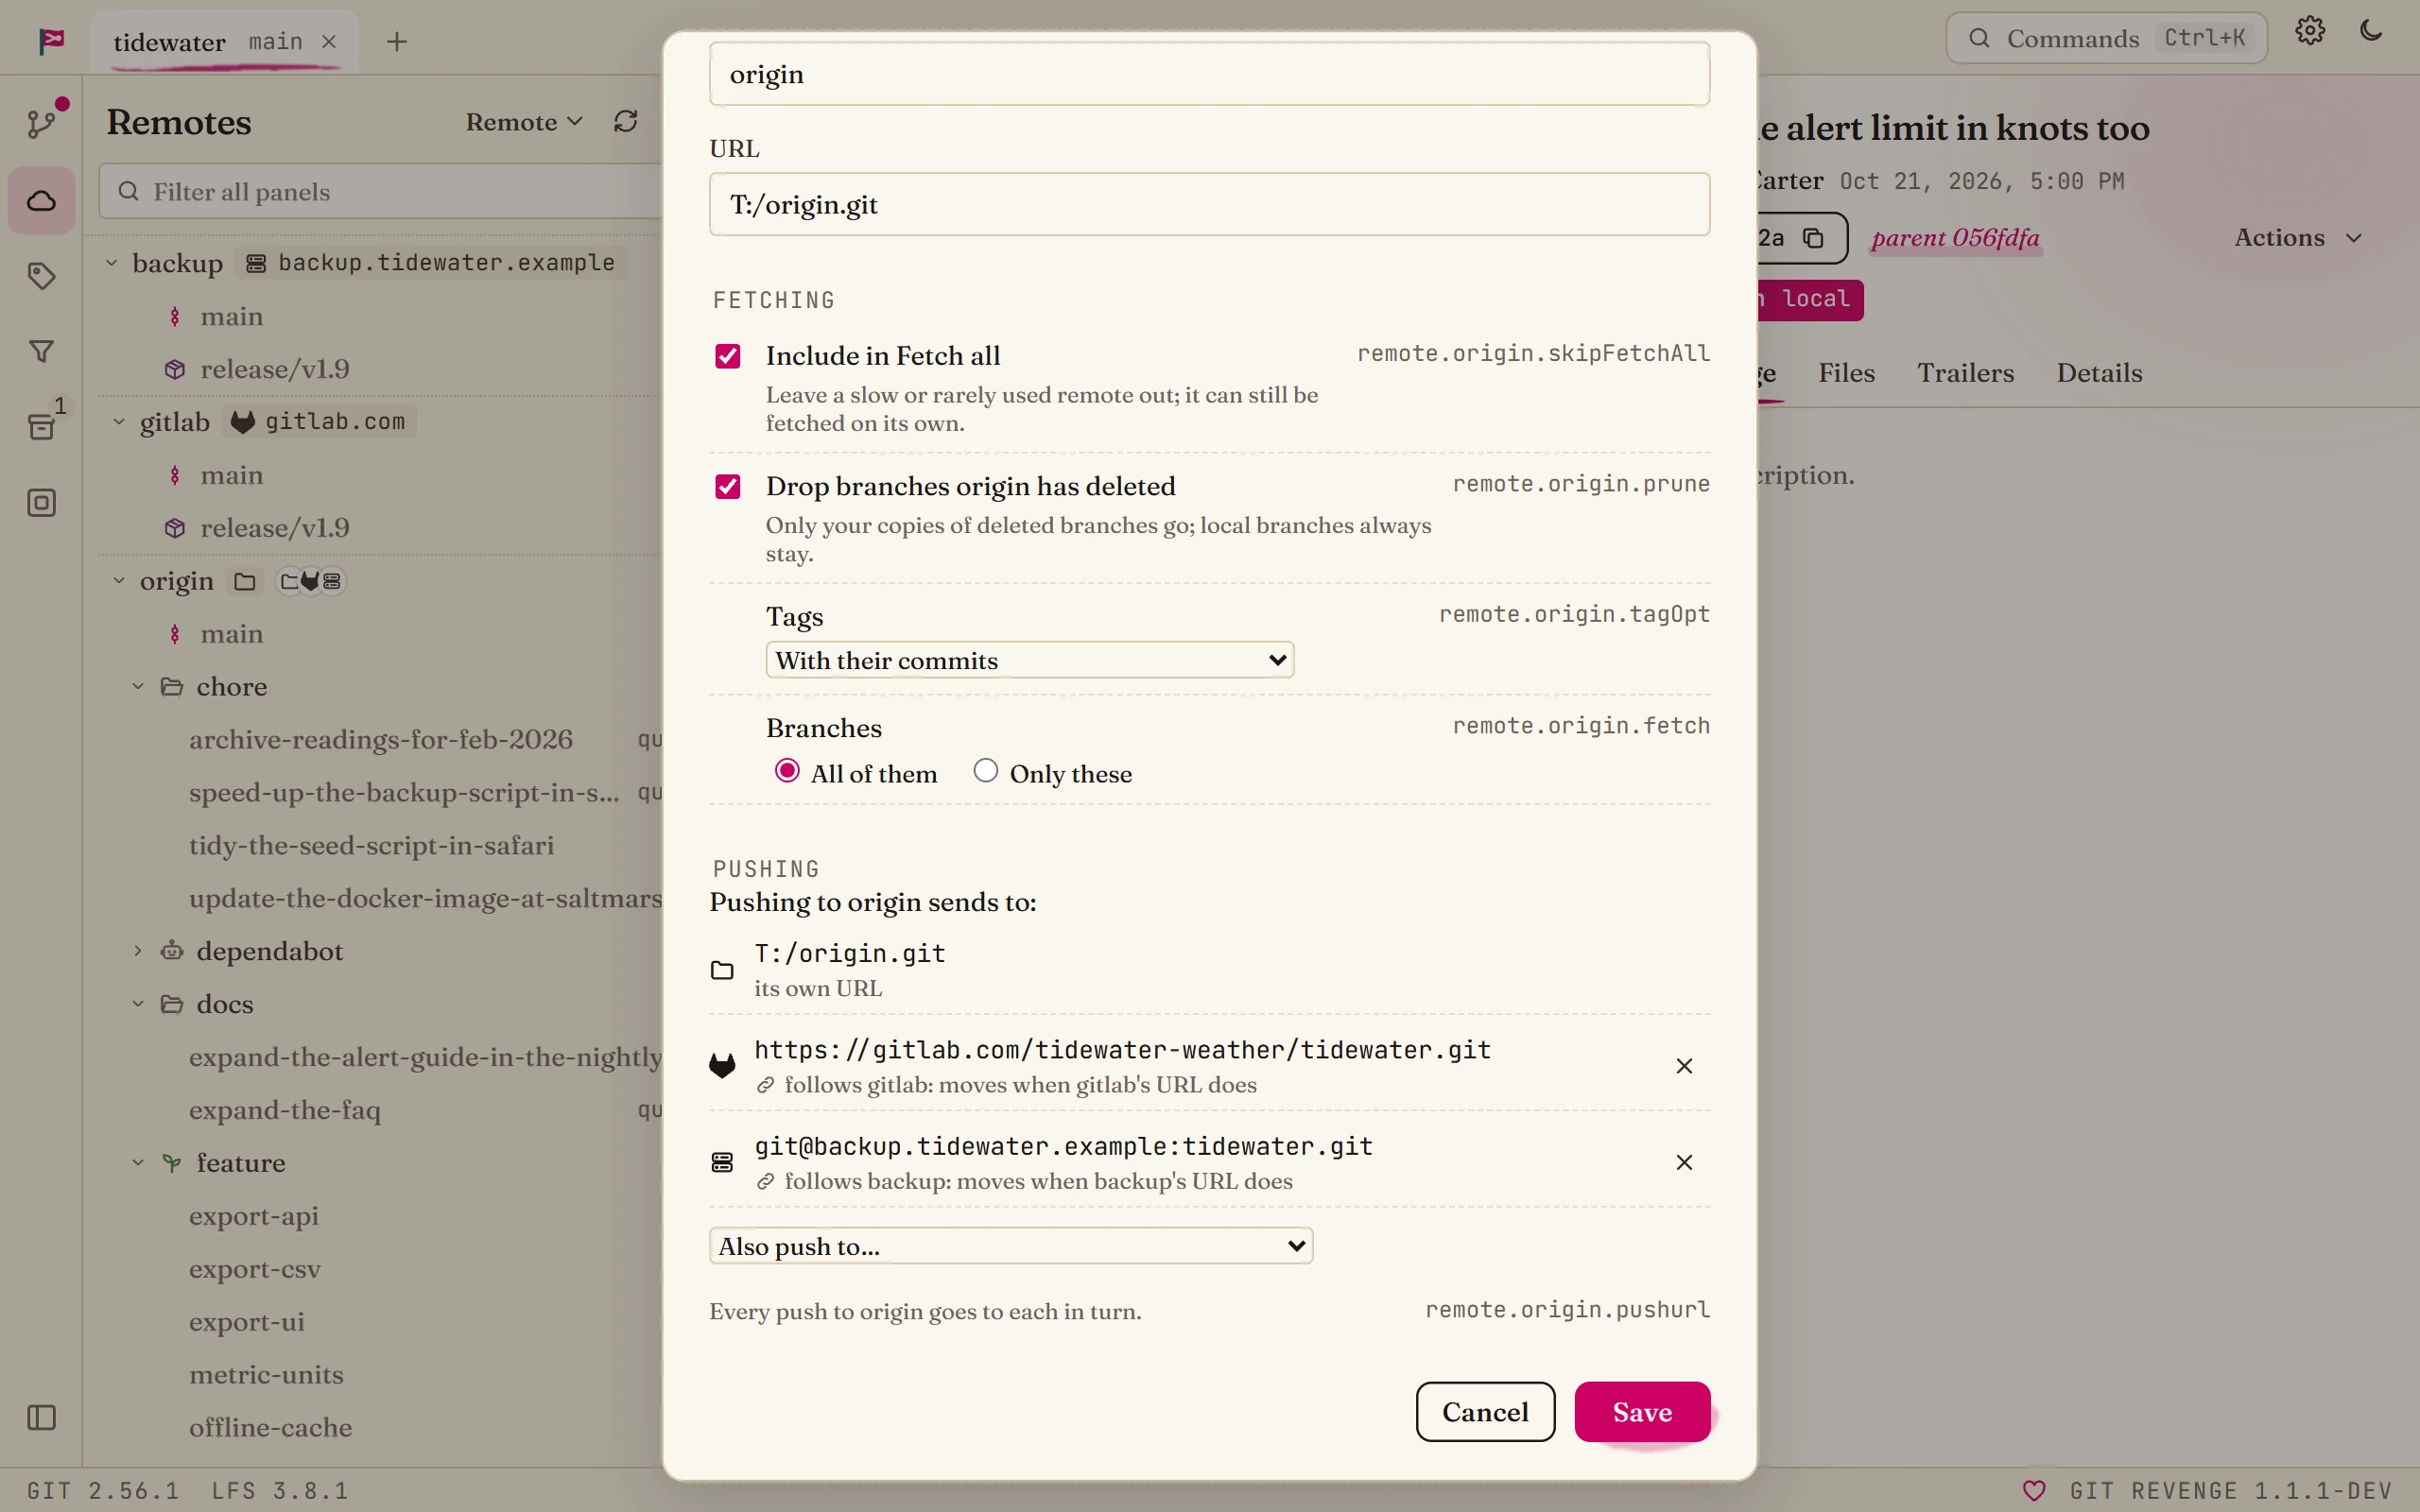 tidewater main
Commands Ctrl+K
Remotes
Remote
Filter all panels
backup backup.tidewater.example
main
release/v1.9
1
gitlab gitlab.com
main
release/v1.9
origin
main
chore
archive-readings-for-feb-2026 qu
speed-up-the-backup-script-in-s... qu
tidy-the-seed-script-in-safari
update-the-docker-image-at-saltmars
dependabot
docs
expand-the-alert-guide-in-the-nightly
expand-the-faq qu
feature
export-api
export-csv
export-ui
metric-units
offline-cache
origin
URL
T:/origin.git
FETCHING
Include in Fetch all remote.origin.skipFetchAll
Leave a slow or rarely used remote out; it can still be
fetched on its own.
Drop branches origin has deleted remote.origin.prune
Only your copies of deleted branches go; local branches always
stay.
Tags remote.origin.tagOpt
With their commits
Branches remote.origin.fetch
All of them Only these
PUSHING
Pushing to origin sends to:
T:/origin.git
its own URL
https://gitlab.com/tidewater-weather/tidewater.git
follows gitlab: moves when gitlab's URL does
git@backup.tidewater.example:tidewater.git
follows backup: moves when backup's URL does
Also push to...
Every push to origin goes to each in turn. remote.origin.pushurl
Cancel Save
e alert limit in knots too
Carter Oct 21, 2026, 5:00 PM
2a parent 056fdfa Actions
local
ge Files Trailers Details
cription.
GIT 2.56.1 LFS 3.8.1
GIT REVENGE 1.1.1-DEV